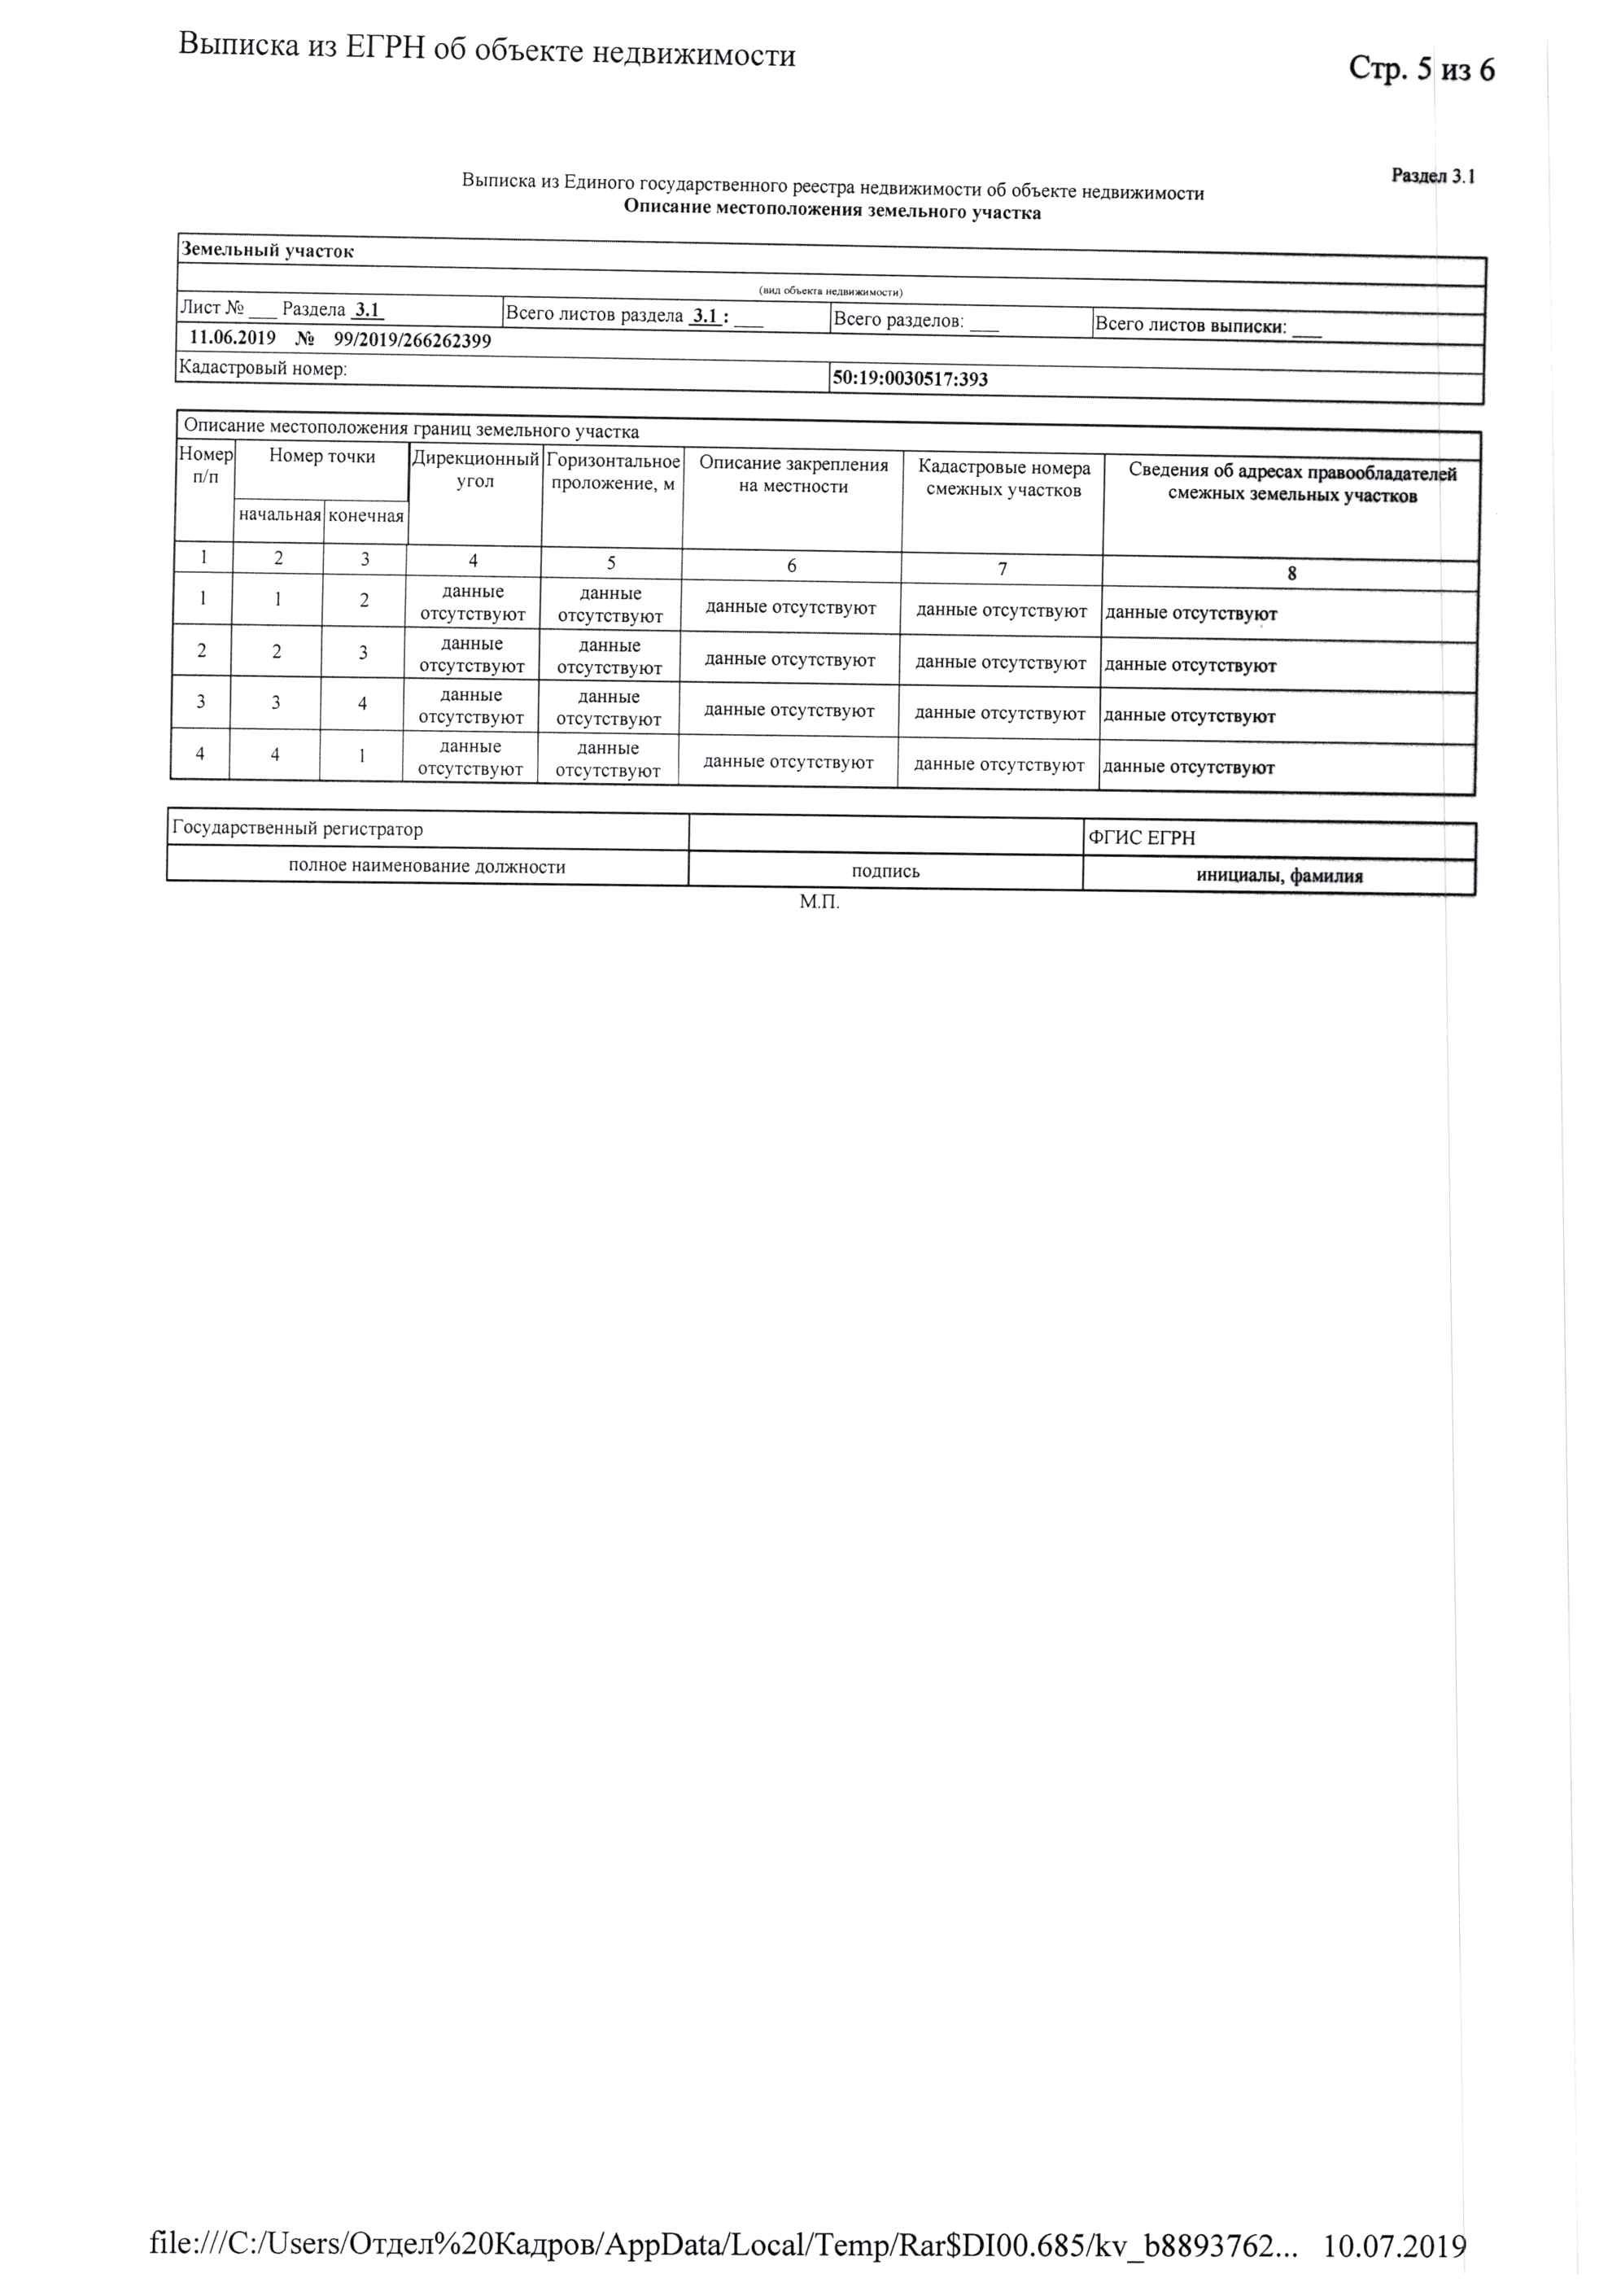 Выписка из ЕГРН об объекте недвижимости
Стр. 5 из 6
Раздел 3.1
Выписка из Единого государственного реестра недвижимости об объекте недвижимости
Описание местоположения земельного участка
Земельный участок
(вид объекта недвижимости)
Лист № ___ Раздела 3.1 Всего листов раздела 3.1 : ___ Всего разделов: ___ Всего листов выписки: ___
11.06.2019 № 99/2019/266262399
Кадастровый номер: 50:19:0030517:393
Описание местоположения границ земельного участка
Номер п/п
Номер точки
начальная конечная
Дирекционный угол
Горизонтальное проложение, м
Описание закрепления на местности
Кадастровые номера смежных участков
Сведения об адресах правообладателей смежных земельных участков
1 2 3 4 5 6 7 8
1 1 2 данные отсутствуют данные отсутствуют данные отсутствуют данные отсутствуют данные отсутствуют
2 2 3 данные отсутствуют данные отсутствуют данные отсутствуют данные отсутствуют данные отсутствуют
3 3 4 данные отсутствуют данные отсутствуют данные отсутствуют данные отсутствуют данные отсутствуют
4 4 1 данные отсутствуют данные отсутствуют данные отсутствуют данные отсутствуют данные отсутствуют
Государственный регистратор ФГИС ЕГРН
полное наименование должности подпись инициалы, фамилия
М.П.
file:///C:/Users/Отдел%20Кадров/AppData/Local/Temp/Rar$DI00.685/kv_b8893762... 10.07.2019